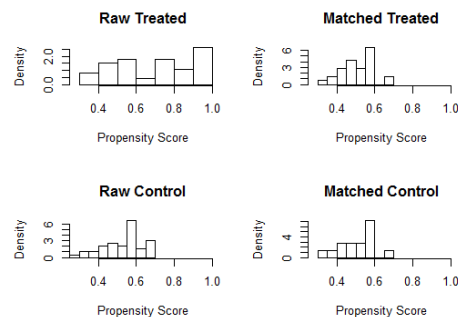 Raw Treated
Density
0.0 2.0
0.4 0.6 0.8 1.0
Propensity Score
Matched Treated
Density
0 3 6
0.4 0.6 0.8 1.0
Propensity Score
Raw Control
Density
0 3 6
0.4 0.6 0.8 1.0
Propensity Score
Matched Control
Density
0 4
0.4 0.6 0.8 1.0
Propensity Score